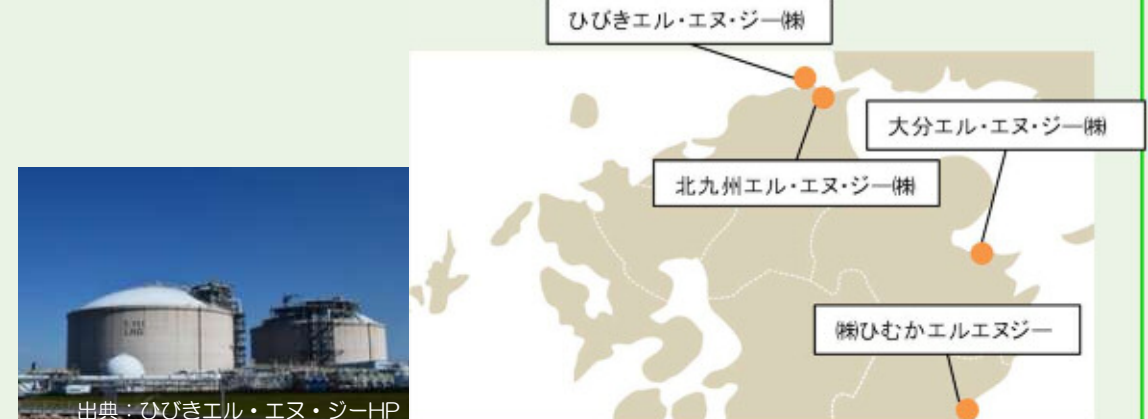 ひびきエル・エヌ・ジー㈱
大分エル・エヌ・ジー㈱
北九州エル・エヌ・ジー㈱
㈱ひむかエルエヌジー
LNG
出典：ひびきエル・エヌ・ジーHP